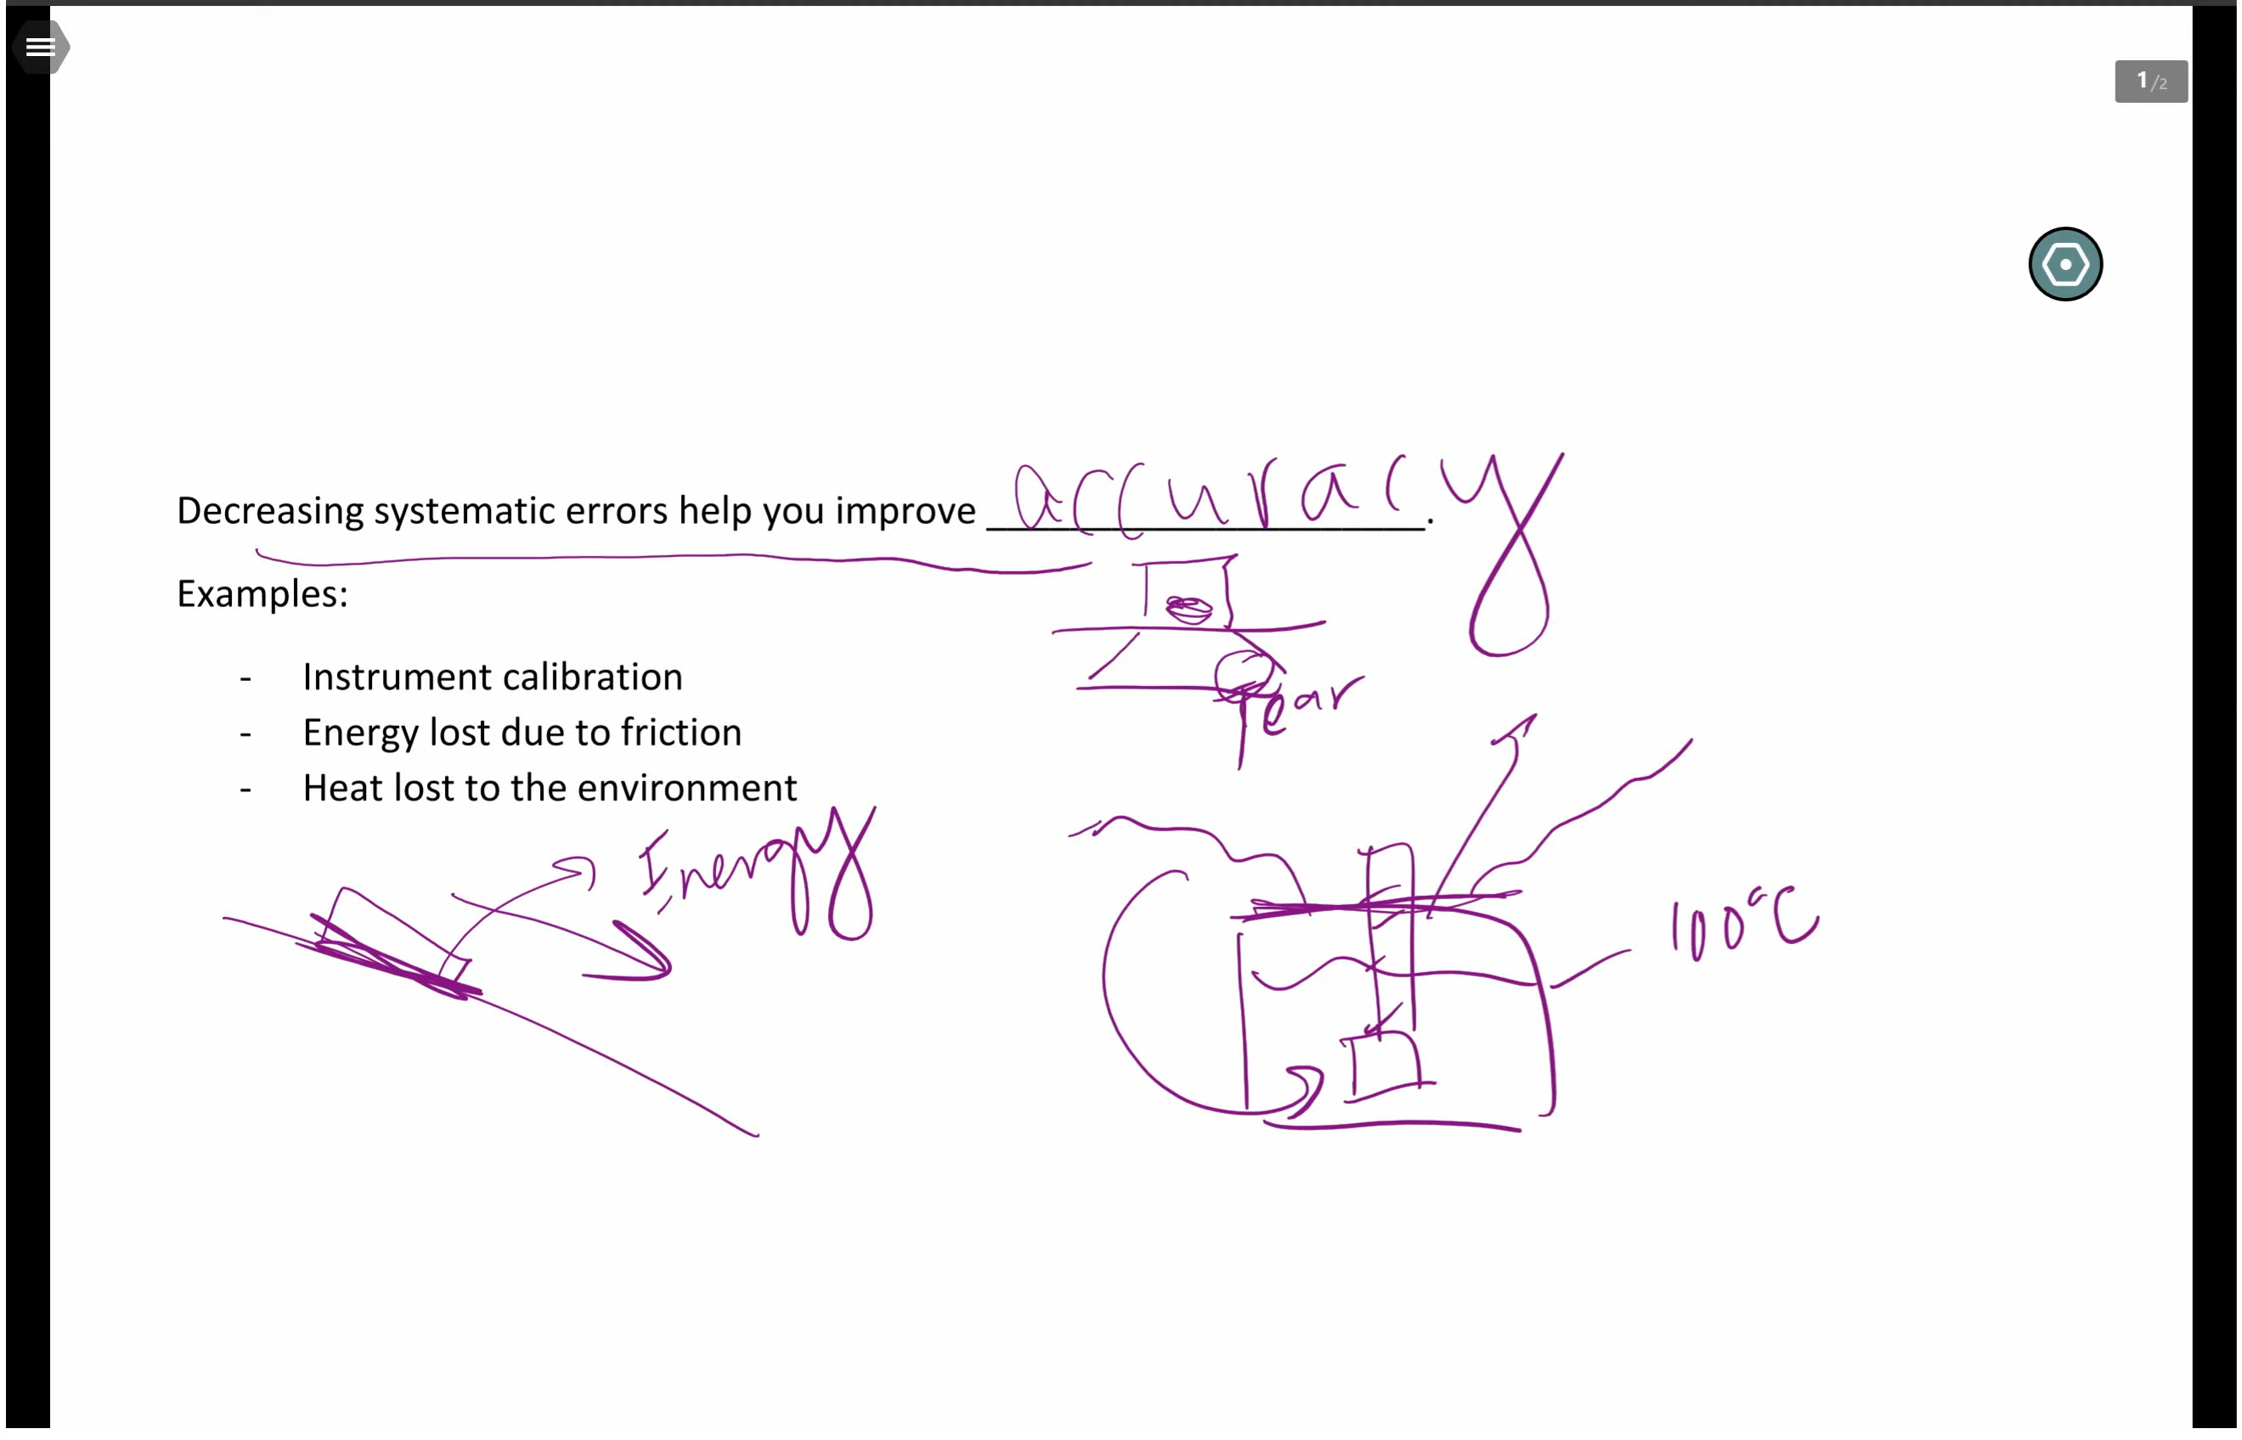 1/2
Decreasing systematic errors help you improve accuracy.
Examples:
- Instrument calibration
- Energy lost due to friction
Tear
- Heat lost to the environment
Energy
100°C